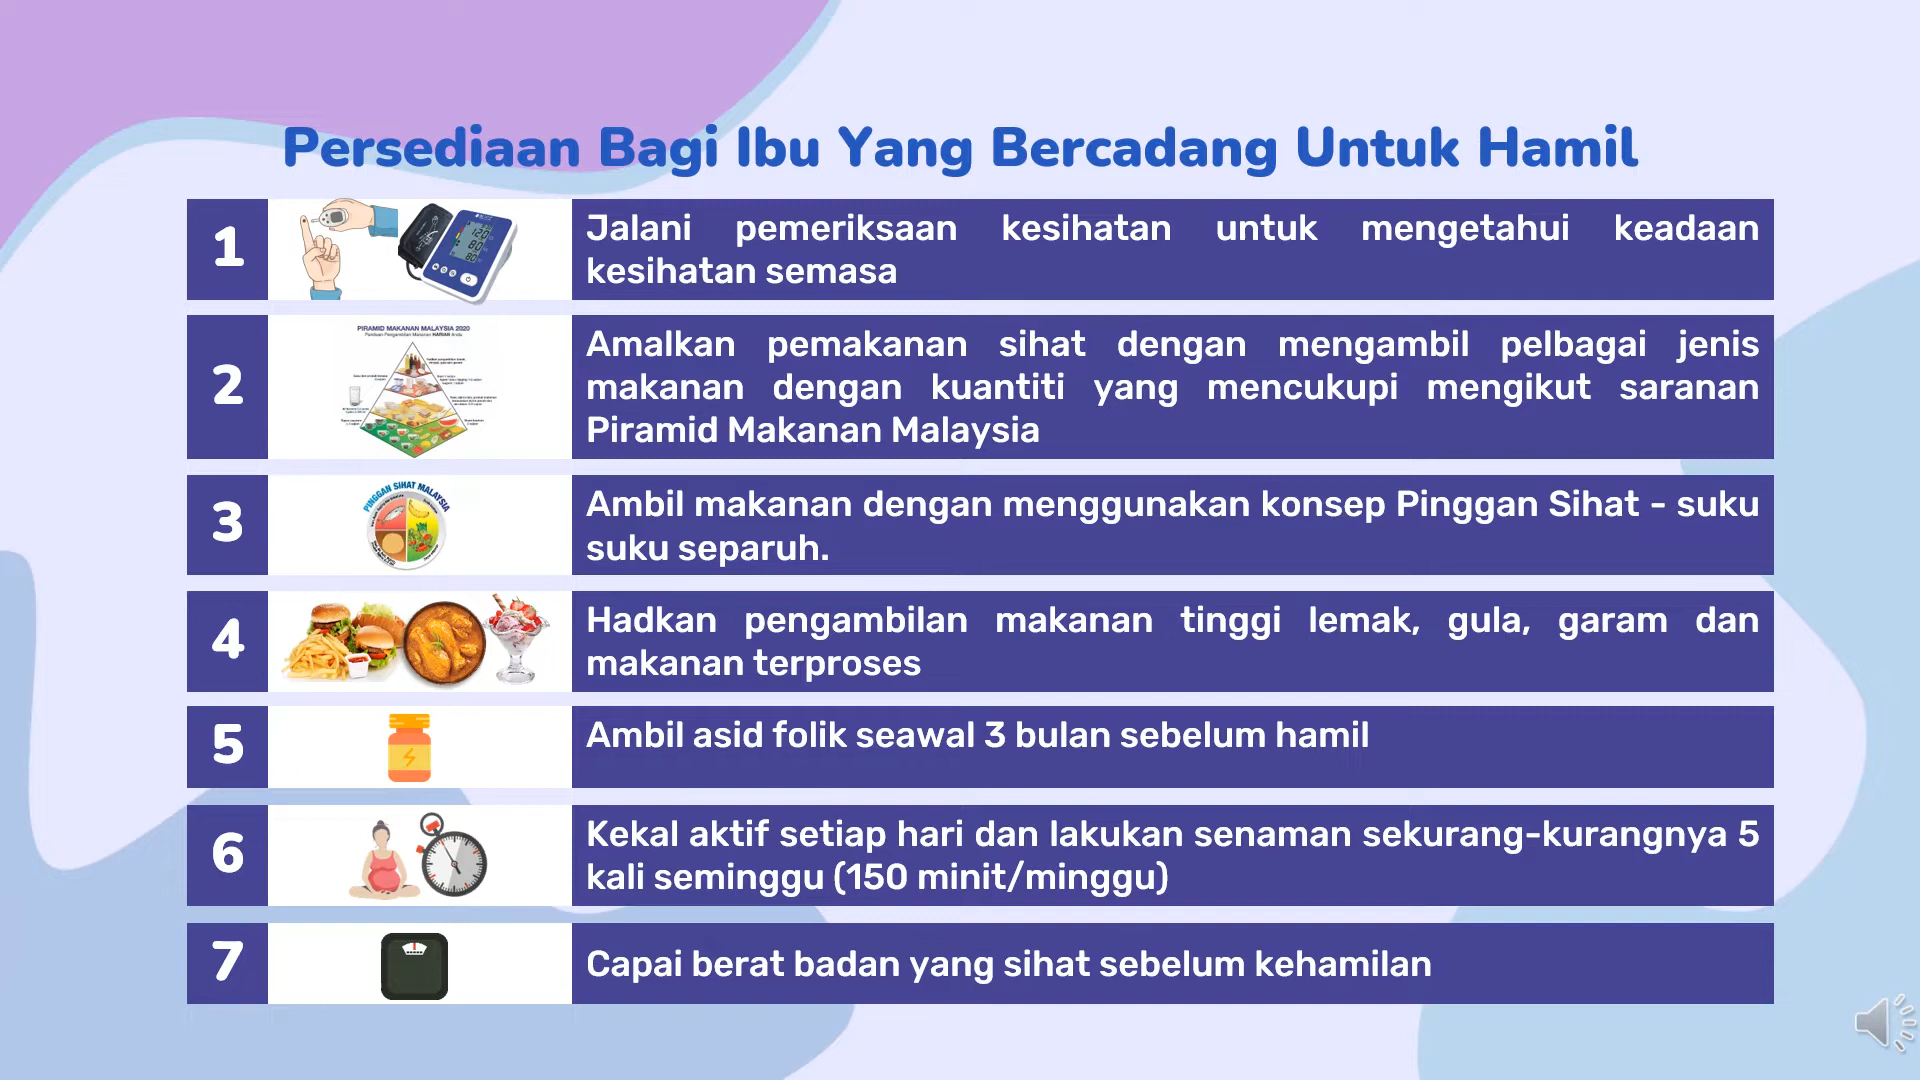 Persediaan Bagi Ibu Yang Bercadang Untuk Hamil
1
Jalani pemeriksaan kesihatan untuk mengetahui keadaan
kesihatan semasa
2
PIRAMID MAKANAN MALAYSIA 2020
Amalkan pemakanan sihat dengan mengambil pelbagai jenis
makanan dengan kuantiti yang mencukupi mengikut saranan
Piramid Makanan Malaysia
3
PINGGAN SIHAT MALAYSIA
Ambil makanan dengan menggunakan konsep Pinggan Sihat - suku
suku separuh.
4
Hadkan pengambilan makanan tinggi lemak, gula, garam dan
makanan terproses
5
Ambil asid folik seawal 3 bulan sebelum hamil
6
Kekal aktif setiap hari dan lakukan senaman sekurang-kurangnya 5
kali seminggu (150 minit/minggu)
7
Capai berat badan yang sihat sebelum kehamilan